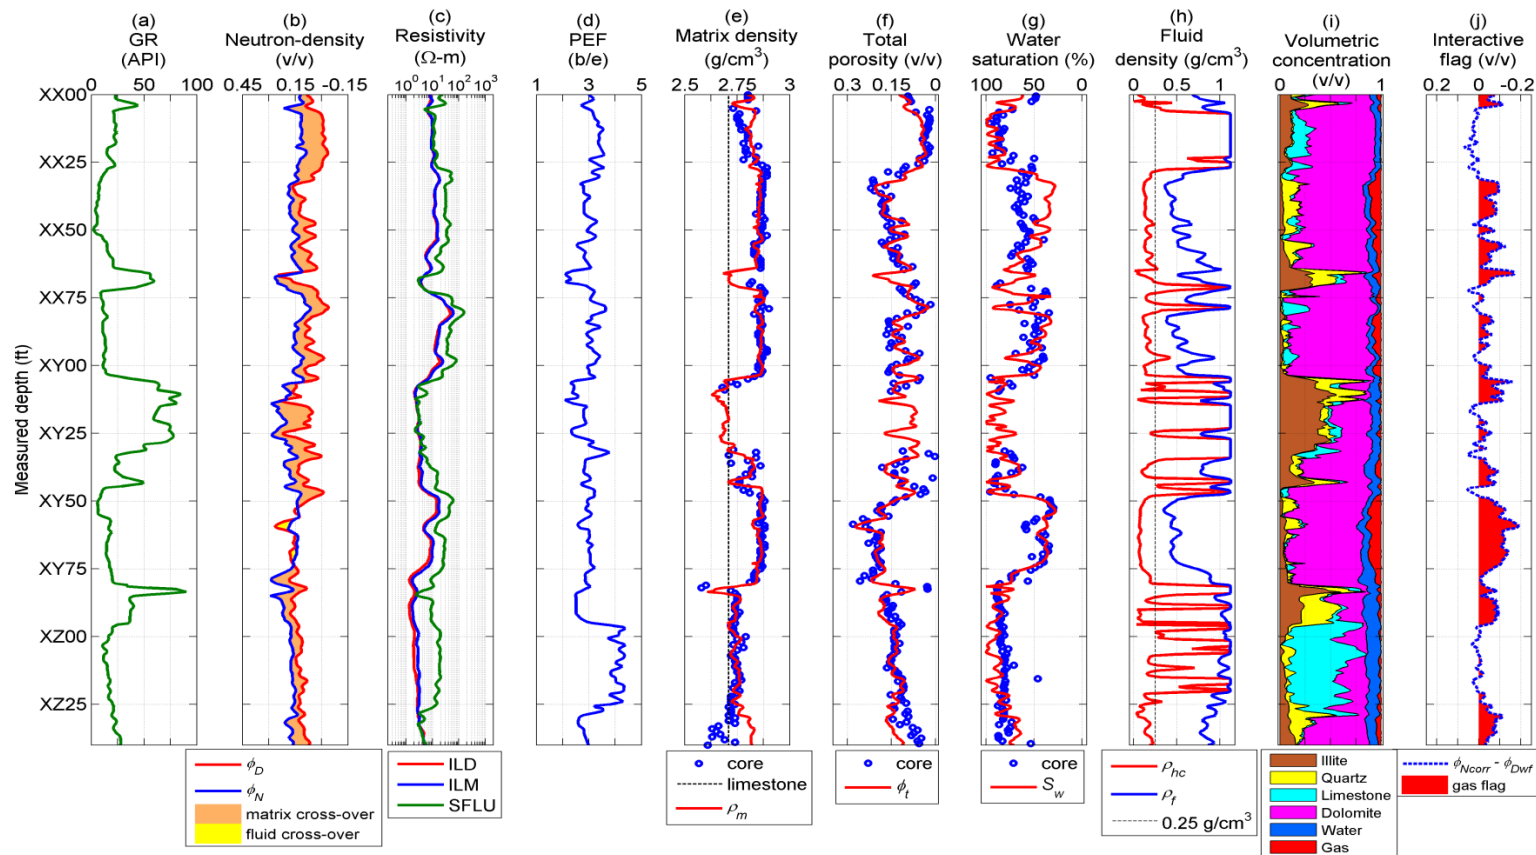 (a)
GR
(API)
0 50 100
(b)
Neutron-density
(v/v)
0.45 0.15 -0.15
(c)
Resistivity
(Ω-m)
10⁰ 10¹ 10² 10³
(d)
PEF
(b/e)
1 3 5
(e)
Matrix density
(g/cm³)
2.5 2.75 3
(f)
Total
porosity (v/v)
0.3 0.15 0
(g)
Water
saturation (%)
100 50 0
(h)
Fluid
density (g/cm³)
0 0.5 1
(i)
Volumetric
concentration
(v/v)
0 1
(j)
Interactive
flag (v/v)
0.2 0 -0.2
Measured depth (ft)
XX00
XX25
XX50
XX75
XY00
XY25
XY50
XY75
XZ00
XZ25
ϕD
ϕN
matrix cross-over
fluid cross-over
ILD
ILM
SFLU
core
limestone
ρm
core
ϕt
core
Sw
ρhc
ρf
0.25 g/cm³
Illite
Quartz
Limestone
Dolomite
Water
Gas
ϕNcorr - ϕDwf
gas flag